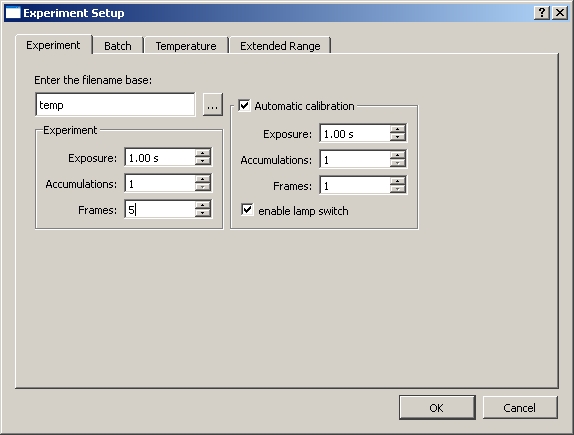 Experiment Setup
Experiment Batch Temperature Extended Range
Enter the filename base:
temp ...
Automatic calibration
Experiment
Exposure: 1.00 s
Accumulations: 1
Frames: 5
Exposure: 1.00 s
Accumulations: 1
Frames: 1
enable lamp switch
OK Cancel